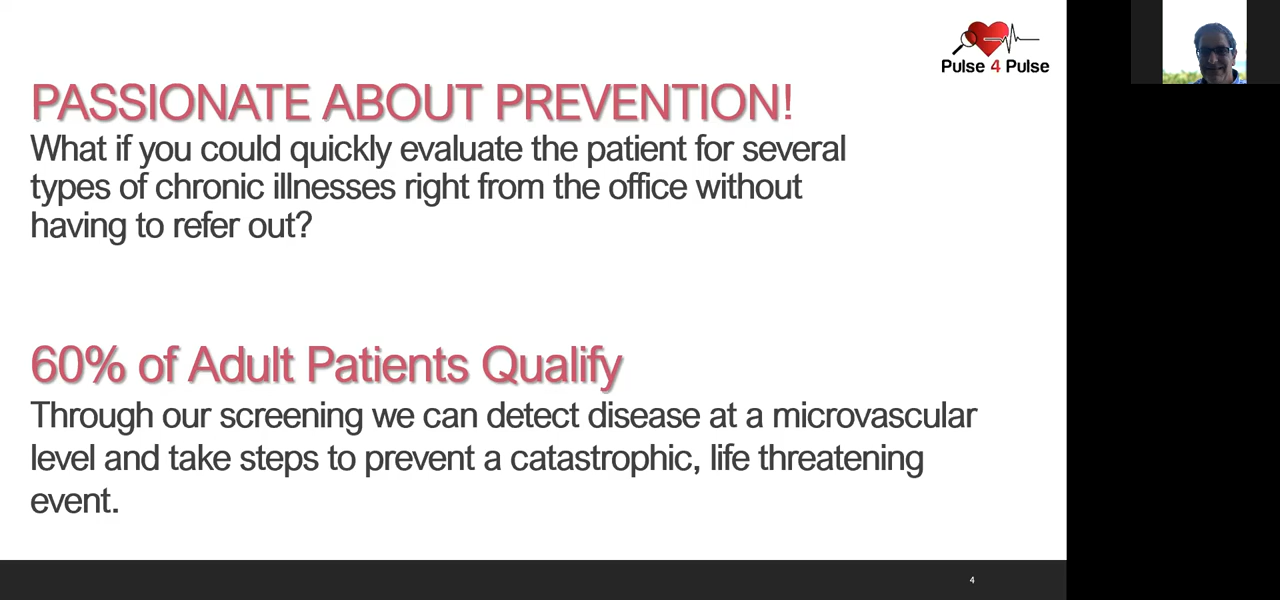 Pulse 4 Pulse
PASSIONATE ABOUT PREVENTION!
What if you could quickly evaluate the patient for several
types of chronic illnesses right from the office without
having to refer out?
60% of Adult Patients Qualify
Through our screening we can detect disease at a microvascular
level and take steps to prevent a catastrophic, life threatening
event.
4